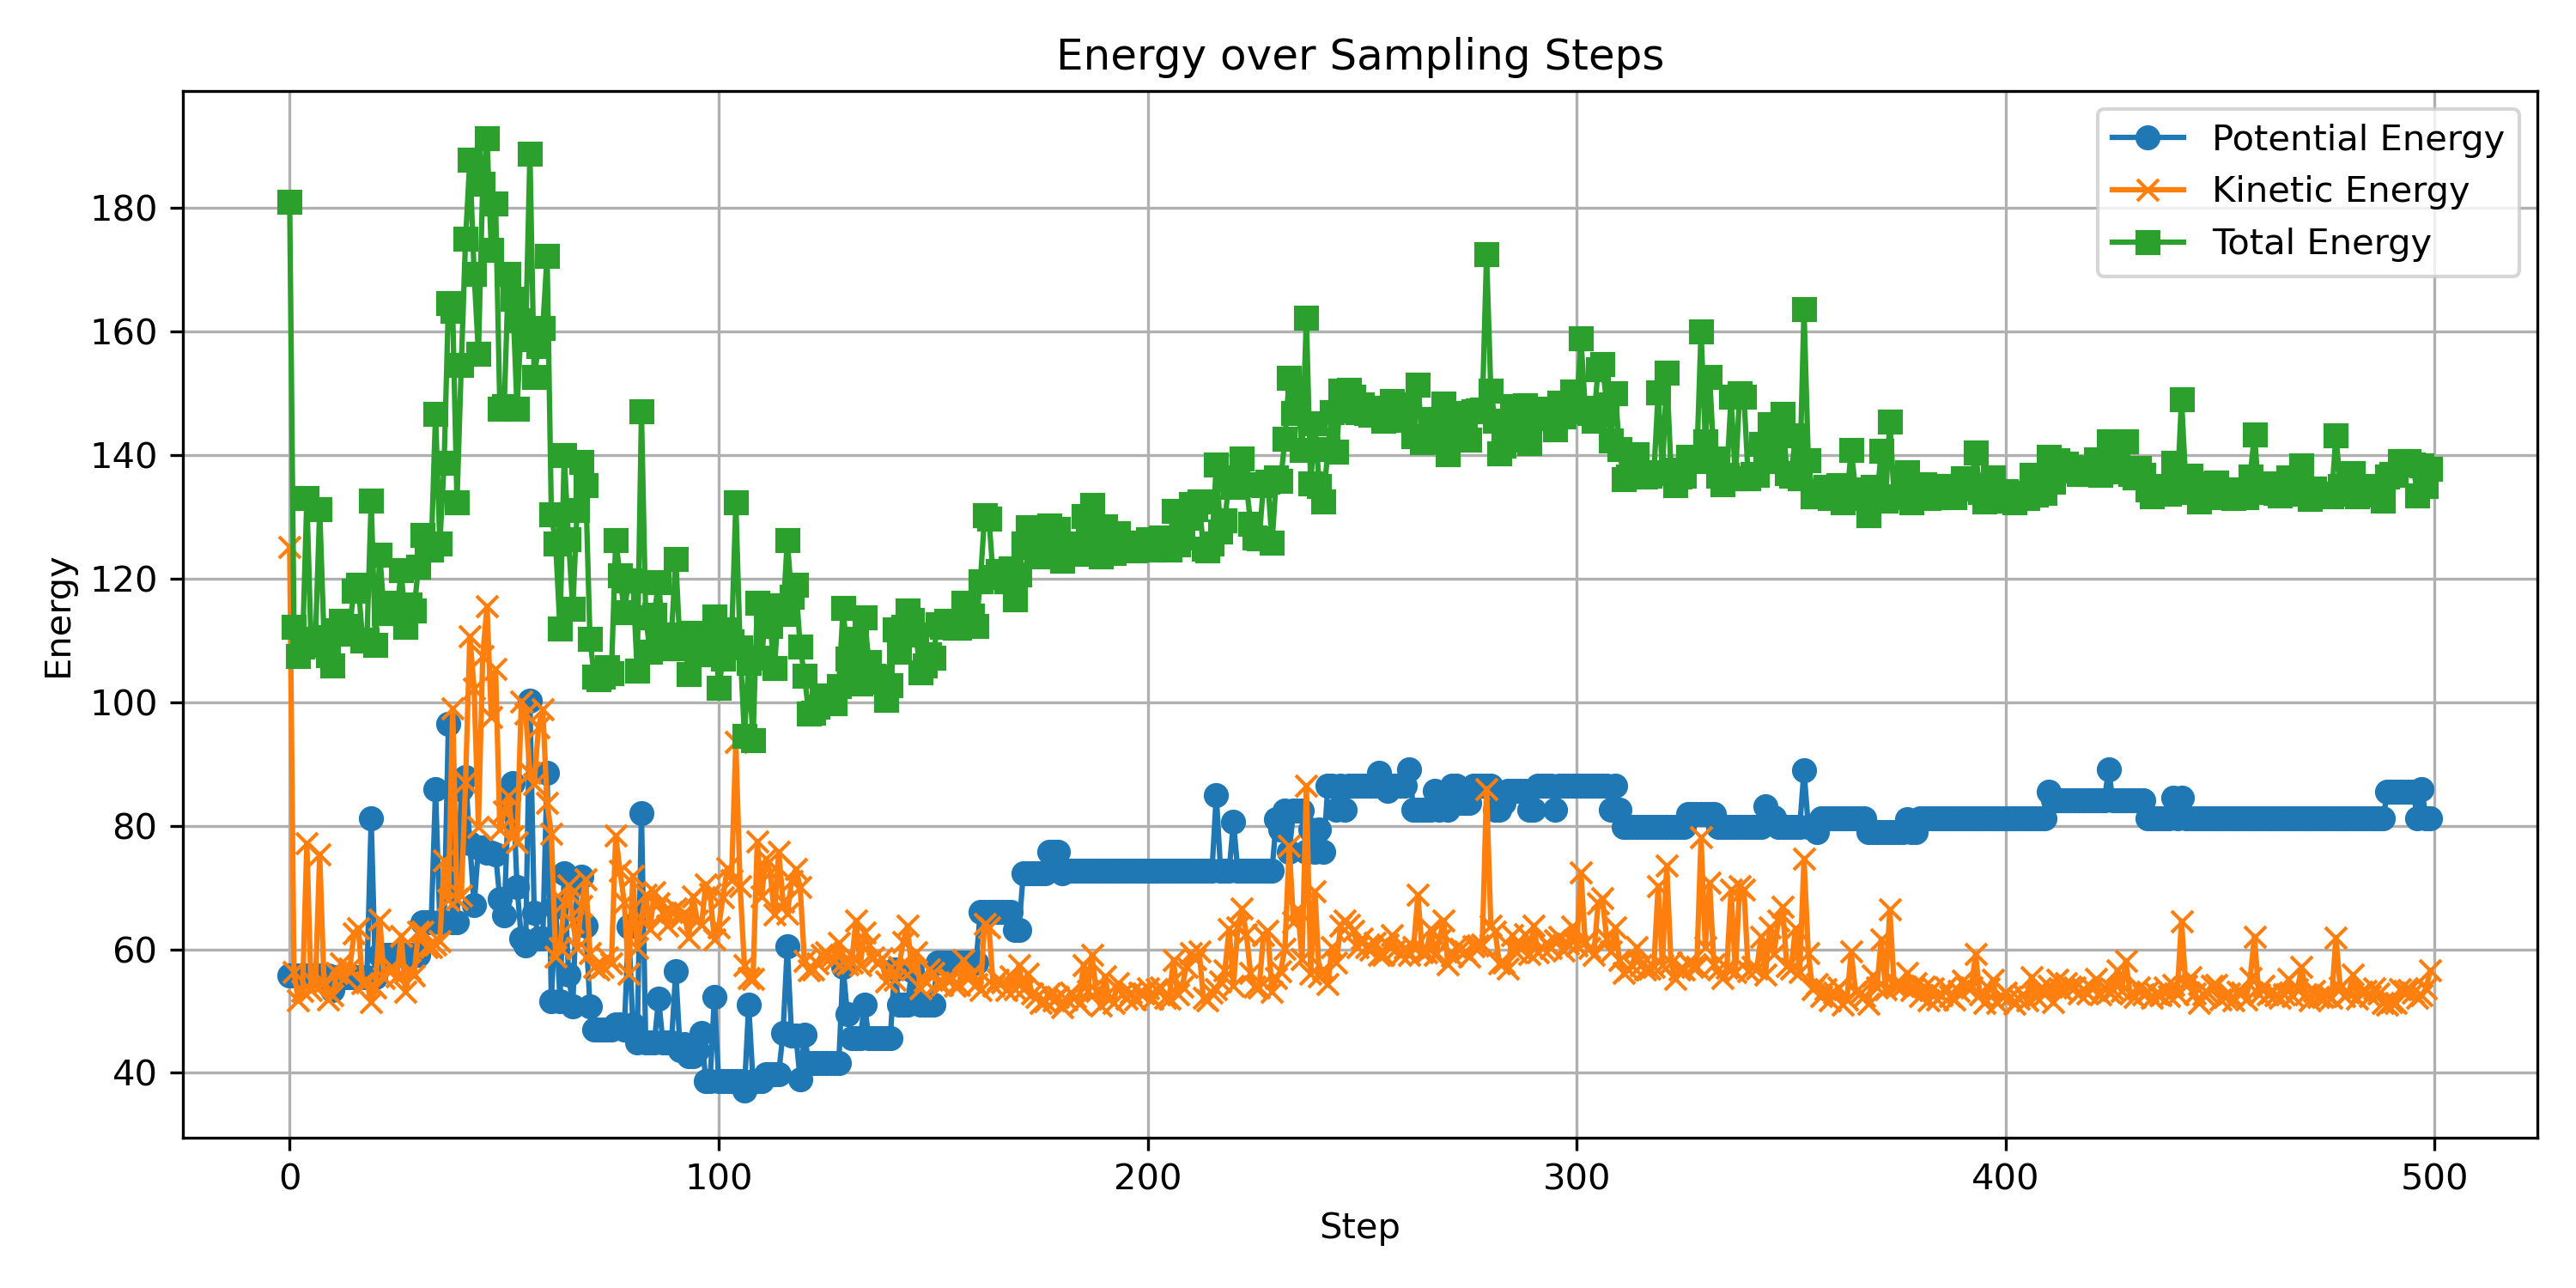 Energy over Sampling Steps
Potential Energy
Kinetic Energy
Total Energy
180
160
140
120
100
80
60
40
Energy
0 100 200 300 400 500
Step